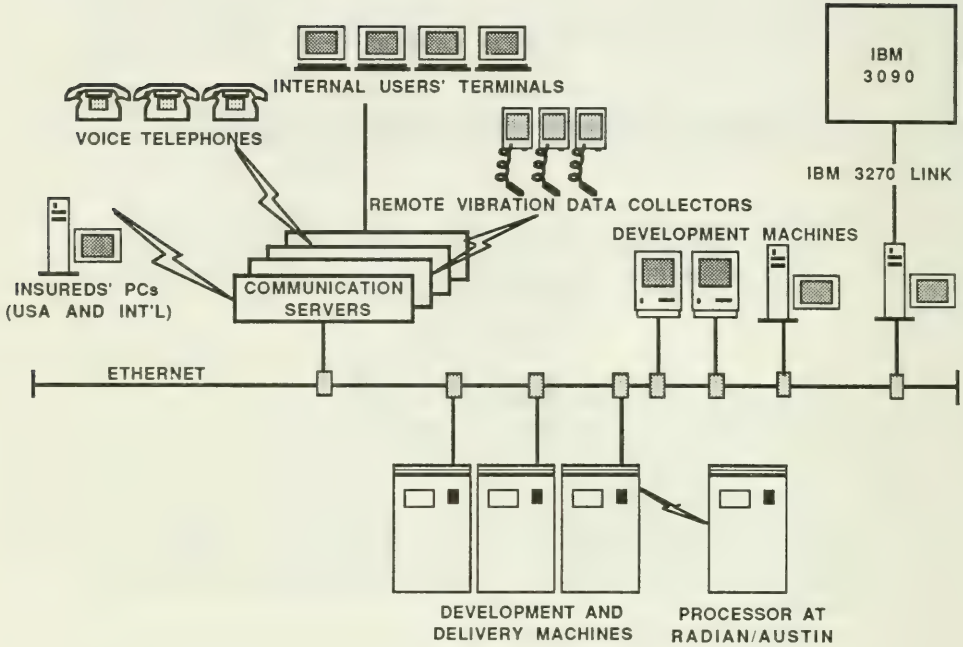 INTERNAL USERS' TERMINALS
IBM
3090
VOICE TELEPHONES
IBM 3270 LINK
REMOTE VIBRATION DATA COLLECTORS
DEVELOPMENT MACHINES
INSUREDS' PCs
(USA AND INT'L)
COMMUNICATION
SERVERS
ETHERNET
DEVELOPMENT AND
DELIVERY MACHINES
PROCESSOR AT
RADIAN/AUSTIN